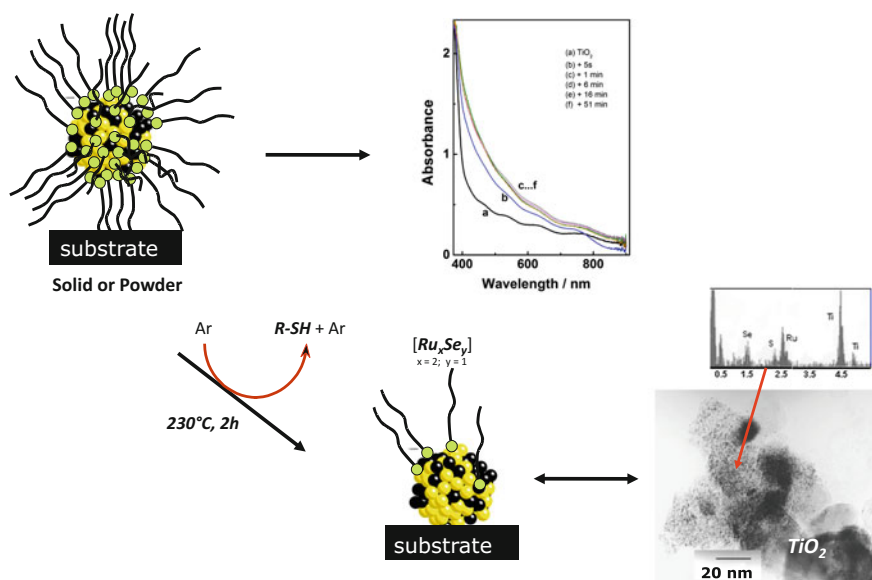 substrate
Solid or Powder
2
1
0
Absorbance
400
600
800
Wavelength / nm
(a) TiO₂
(b) + 5s
(c) + 1 min
(d) + 6 min
(e) + 16 min
(f) + 51 min
c...f
b
a
Ar
R-SH + Ar
230°C, 2h
[RuₓSeᵧ]
x = 2; y = 1
substrate
Se
S
Ru
Ti
Ti
0.5
1.5
2.5
3.5
4.5
TiO₂
20 nm